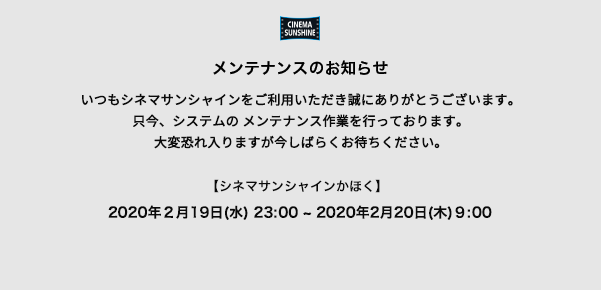 CINEMA
SUNSHINE
メンテナンスのお知らせ
いつもシネマサンシャインをご利用いただき誠にありがとうございます。
只今、システムの メンテナンス作業を行っております。
大変恐れ入りますが今しばらくお待ちください。
【シネマサンシャインかほく】
2020年２月19日(水) 23:00 ~ 2020年2月20日(木)９:00